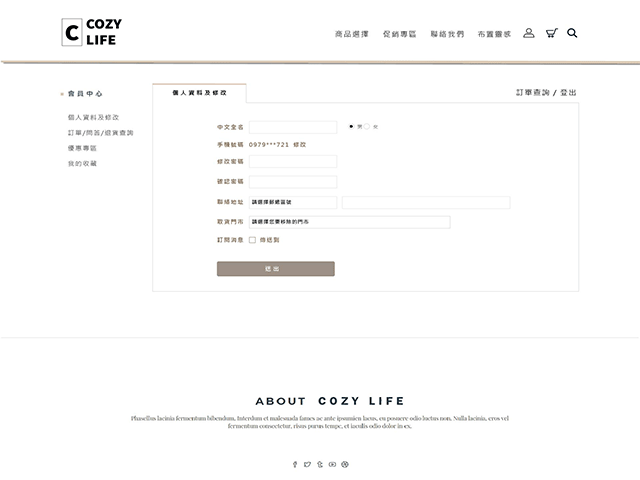 C COZY LIFE
商品選擇 促銷專區 聯絡我們 布置靈感
會員中心
個人資料及修改
訂單/問答/退貨查詢
優惠專區
我的收藏
個人資料及修改
訂單查詢 / 登出
中文全名 男 女
手機號碼 0979***721 修改
修改密碼
確認密碼
聯絡地址 請選擇郵遞區號
取貨門市 請選擇您要移除的門市
訂閱消息
送出
ABOUT COZY LIFE
Phasellus lacinia fermentum bibendum. Interdum et malesuada fames ac ante ipsumien lacus, eu posuere odio luctus non. Nulla lacinia, eros vel
fermentum consectetur, risus purus tempc, et iaculis odio dolor in ex.